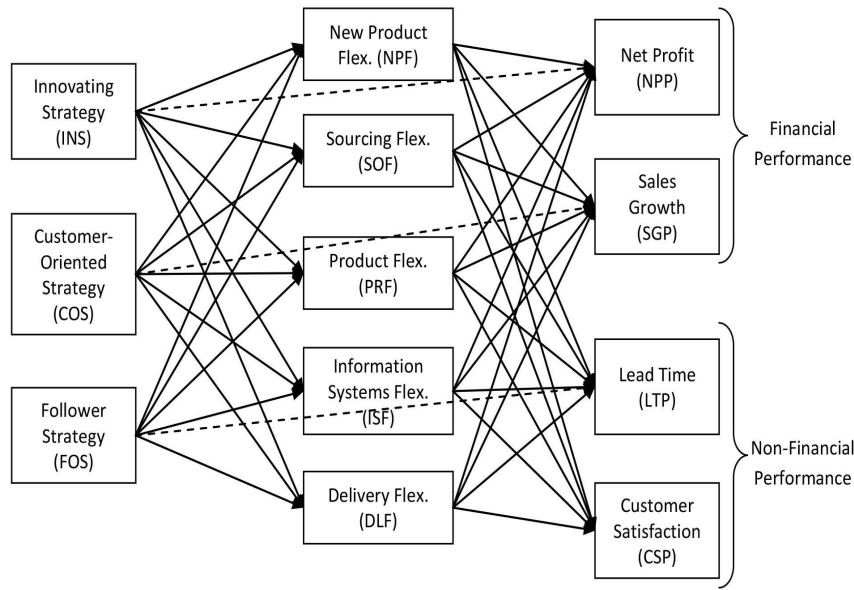 Innovating
Strategy
(INS)
Customer-
Oriented
Strategy
(COS)
Follower
Strategy
(FOS)
New Product
Flex. (NPF)
Sourcing Flex.
(SOF)
Product Flex.
(PRF)
Information
Systems Flex.
(ISF)
Delivery Flex.
(DLF)
Net Profit
(NPP)
Sales
Growth
(SGP)
Lead Time
(LTP)
Customer
Satisfaction
(CSP)
Financial
Performance
Non-Financial
Performance